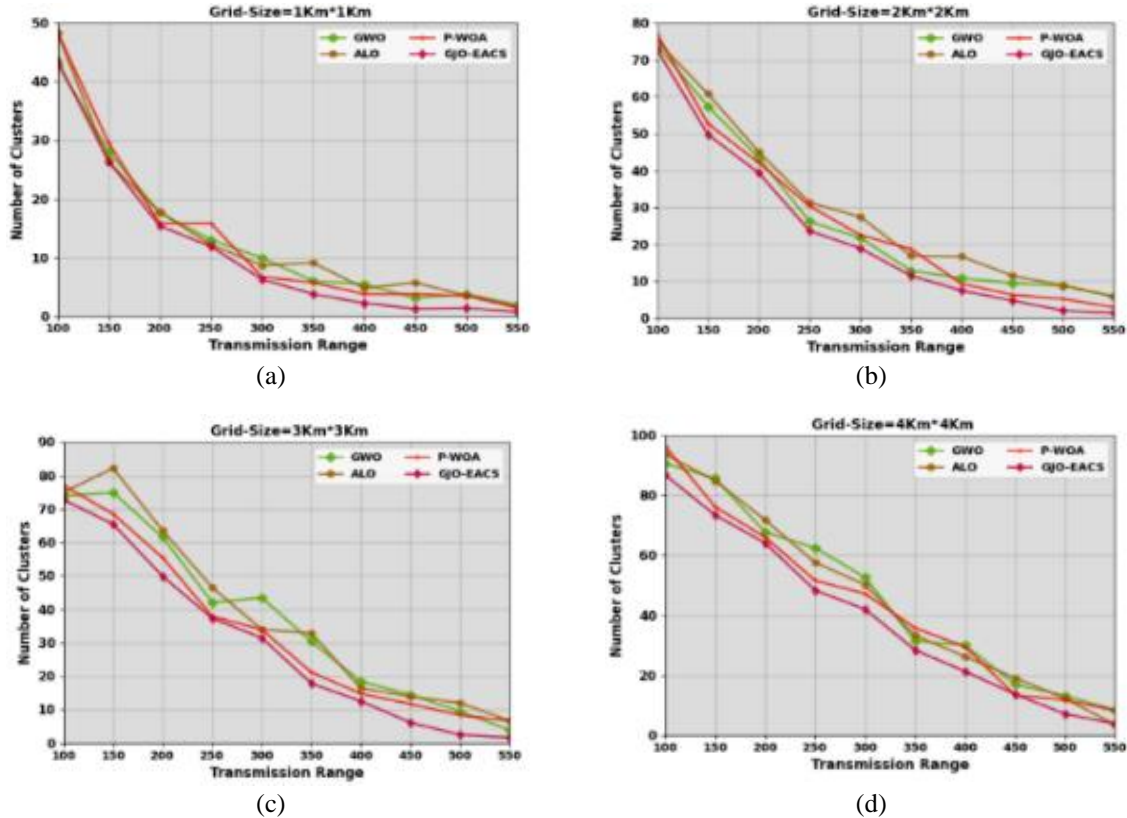 Grid-Size=1Km*1Km
GWO
P-WOA
ALO
GJO-EACS
Number of Clusters
50
40
30
20
10
0
100 150 200 250 300 350 400 450 500 550
Transmission Range
(a)
Grid-Size=2Km*2Km
GWO
P-WOA
ALO
GJO-EACS
Number of Clusters
80
70
60
50
40
30
20
10
0
100 150 200 250 300 350 400 450 500 550
Transmission Range
(b)
Grid-Size=3Km*3Km
GWO
P-WOA
ALO
GJO-EACS
Number of Clusters
90
80
70
60
50
40
30
20
10
0
100 150 200 250 300 350 400 450 500 550
Transmission Range
(c)
Grid-Size=4Km*4Km
GWO
P-WOA
ALO
GJO-EACS
Number of Clusters
100
80
60
40
20
0
100 150 200 250 300 350 400 450 500 550
Transmission Range
(d)